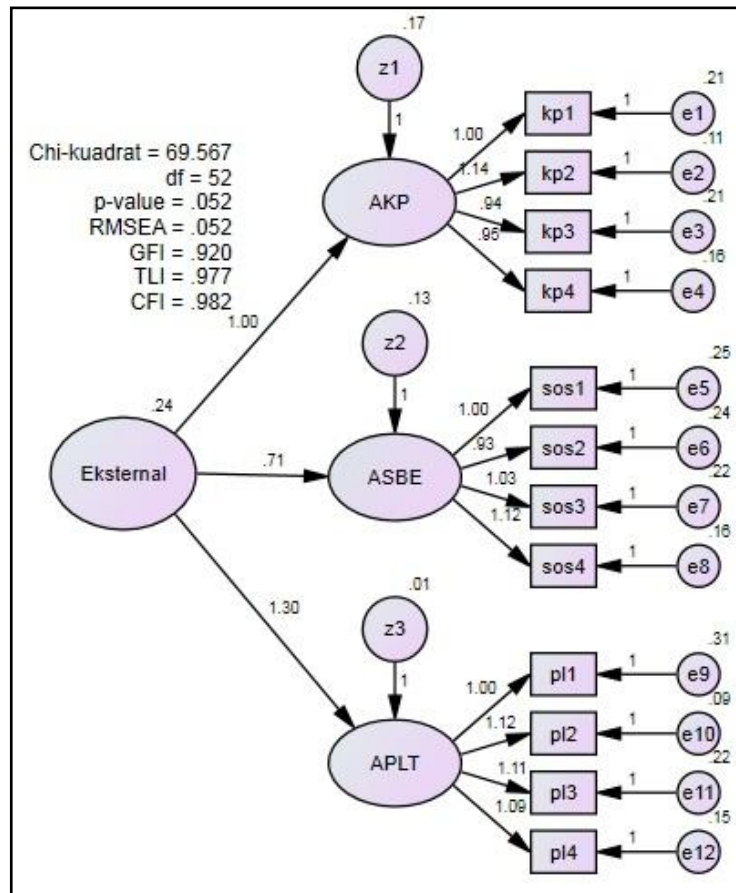 Chi-kuadrat = 69.567
df = 52
p-value = .052
RMSEA = .052
GFI = .920
TLI = .977
CFI = .982
.17
z1
1
AKP
1.00
1.14
.94
.95
kp1
1
.21
e1
kp2
1
.11
e2
kp3
1
.21
e3
kp4
1
.16
e4
1.00
.24
Eksternal
.71
1.30
.13
z2
1
ASBE
1.00
.93
1.03
1.12
sos1
1
.25
e5
sos2
1
.24
e6
sos3
1
.22
e7
sos4
1
.16
e8
.01
z3
1
APLT
1.00
1.12
1.11
1.09
pl1
1
.31
e9
pl2
1
.09
e10
pl3
1
.22
e11
pl4
1
.15
e12